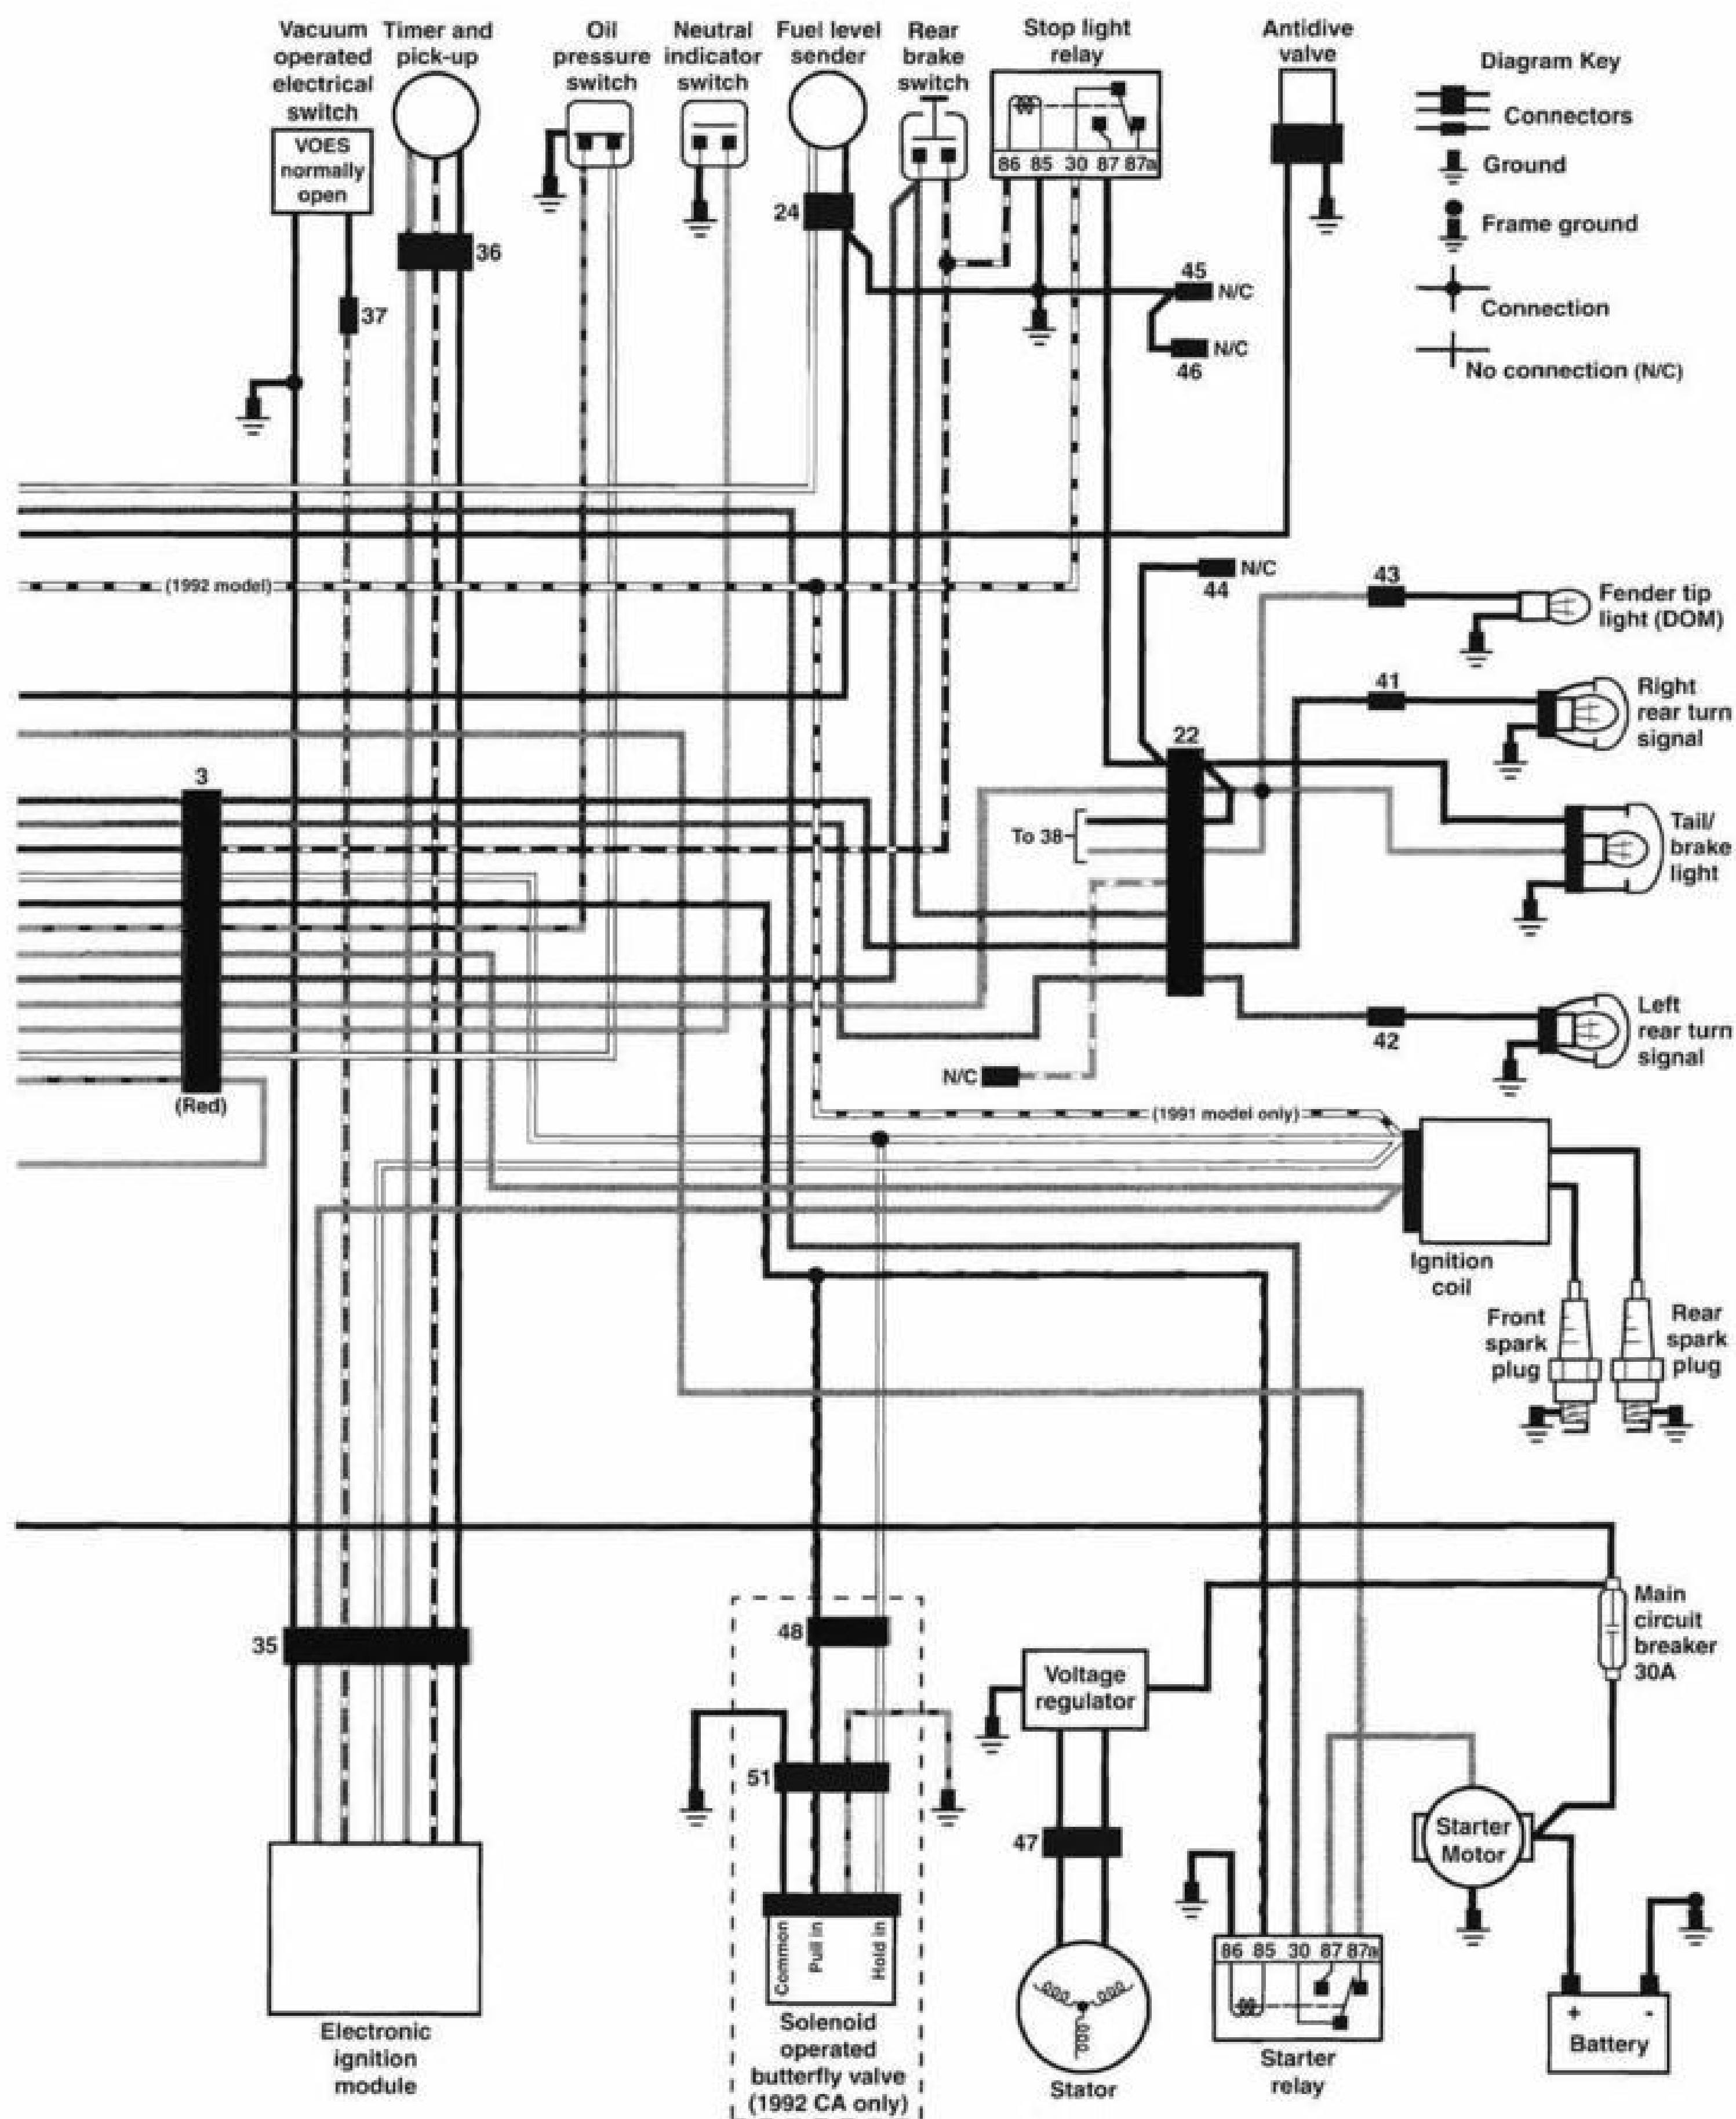 Vacuum
operated
electrical
switch
Timer and
pick-up
Oil
pressure
switch
Neutral
indicator
switch
Fuel level
sender
Rear
brake
switch
Stop light
relay
Antidive
valve
Diagram Key
Connectors
Ground
Frame ground
Connection
No connection (N/C)
VOES
normally
open
86 85 30 87 87a
24
36
37
45
N/C
N/C
46
(1992 model)
N/C
44
43
Fender tip
light (DOM)
41
Right
rear turn
signal
22
3
To 38
Tail/
brake
light
Left
rear turn
signal
42
N/C
(Red)
(1991 model only)
Ignition
coil
Front
spark
plug
Rear
spark
plug
Main
circuit
breaker
30A
35
48
Voltage
regulator
51
47
Starter
Motor
Common
Pull in
Hold in
86 85 30 87 87a
+ -
Battery
Electronic
ignition
module
Solenoid
operated
butterfly valve
(1992 CA only)
Stator
Starter
relay